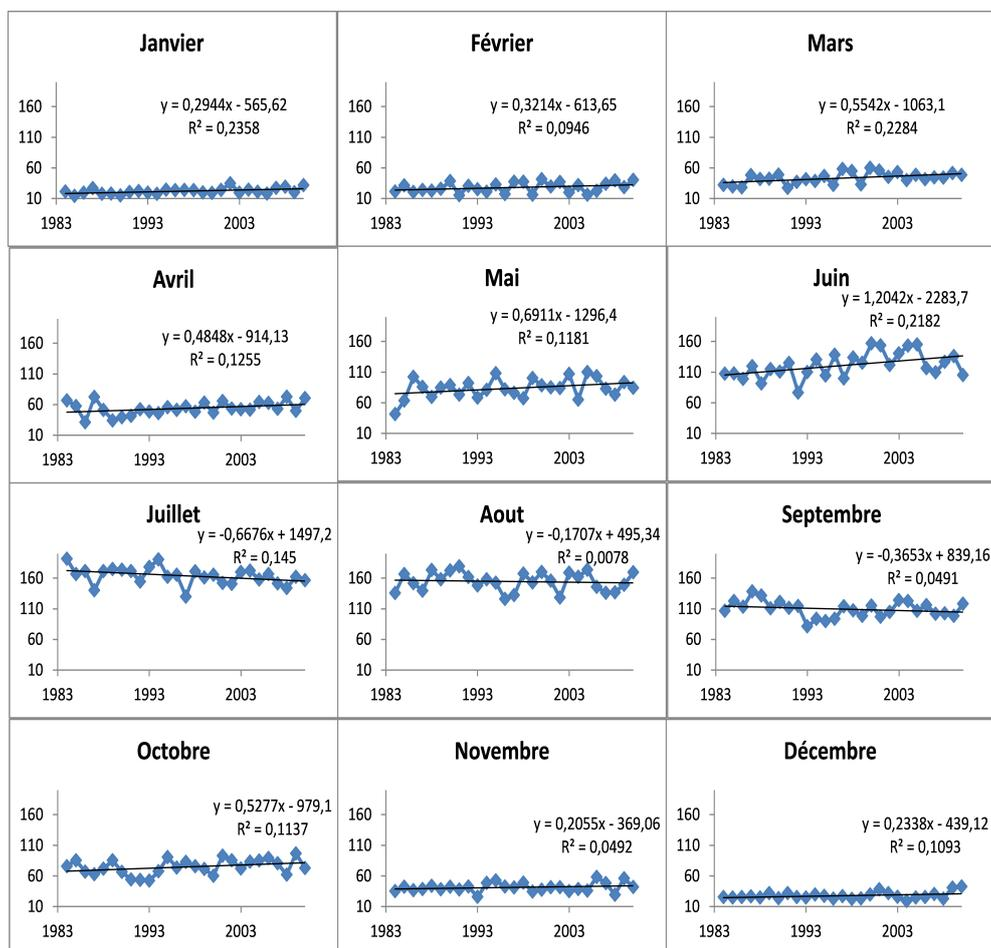 Janvier
y = 0,2944x - 565,62
R² = 0,2358
160
110
60
10
1983 1993 2003
Février
y = 0,3214x - 613,65
R² = 0,0946
160
110
60
10
1983 1993 2003
Mars
y = 0,5542x - 1063,1
R² = 0,2284
160
110
60
10
1983 1993 2003
Avril
y = 0,4848x - 914,13
R² = 0,1255
160
110
60
10
1983 1993 2003
Mai
y = 0,6911x - 1296,4
R² = 0,1181
160
110
60
10
1983 1993 2003
Juin
y = 1,2042x - 2283,7
R² = 0,2182
160
110
60
10
1983 1993 2003
Juillet
y = -0,6676x + 1497,2
R² = 0,145
160
110
60
10
1983 1993 2003
Aout
y = -0,1707x + 495,34
R² = 0,0078
160
110
60
10
1983 1993 2003
Septembre
y = -0,3653x + 839,16
R² = 0,0491
160
110
60
10
1983 1993 2003
Octobre
y = 0,5277x - 979,1
R² = 0,1137
160
110
60
10
1983 1993 2003
Novembre
y = 0,2055x - 369,06
R² = 0,0492
160
110
60
10
1983 1993 2003
Décembre
y = 0,2338x - 439,12
R² = 0,1093
160
110
60
10
1983 1993 2003